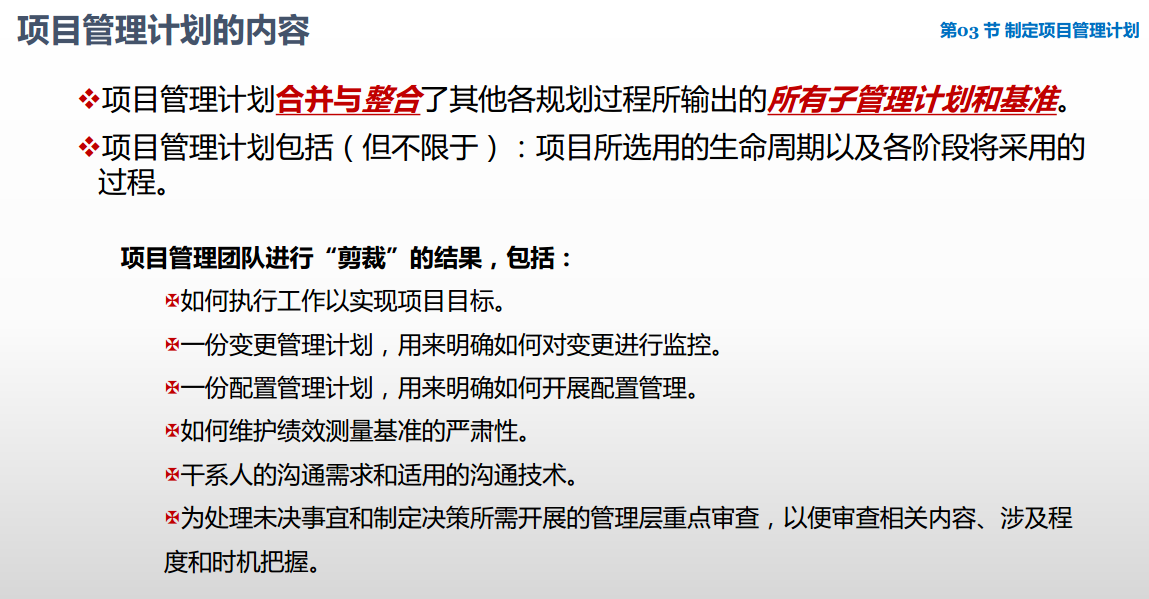 项目管理计划的内容
第03 节 制定项目管理计划
❖项目管理计划合并与整合了其他各规划过程所输出的所有子管理计划和基准。
❖项目管理计划包括（但不限于）：项目所选用的生命周期以及各阶段将采用的
过程。
项目管理团队进行“剪裁”的结果，包括：
✠如何执行工作以实现项目目标。
✠一份变更管理计划，用来明确如何对变更进行监控。
✠一份配置管理计划，用来明确如何开展配置管理。
✠如何维护绩效测量基准的严肃性。
✠干系人的沟通需求和适用的沟通技术。
✠为处理未决事宜和制定决策所需开展的管理层重点审查，以便审查相关内容、涉及程
度和时机把握。